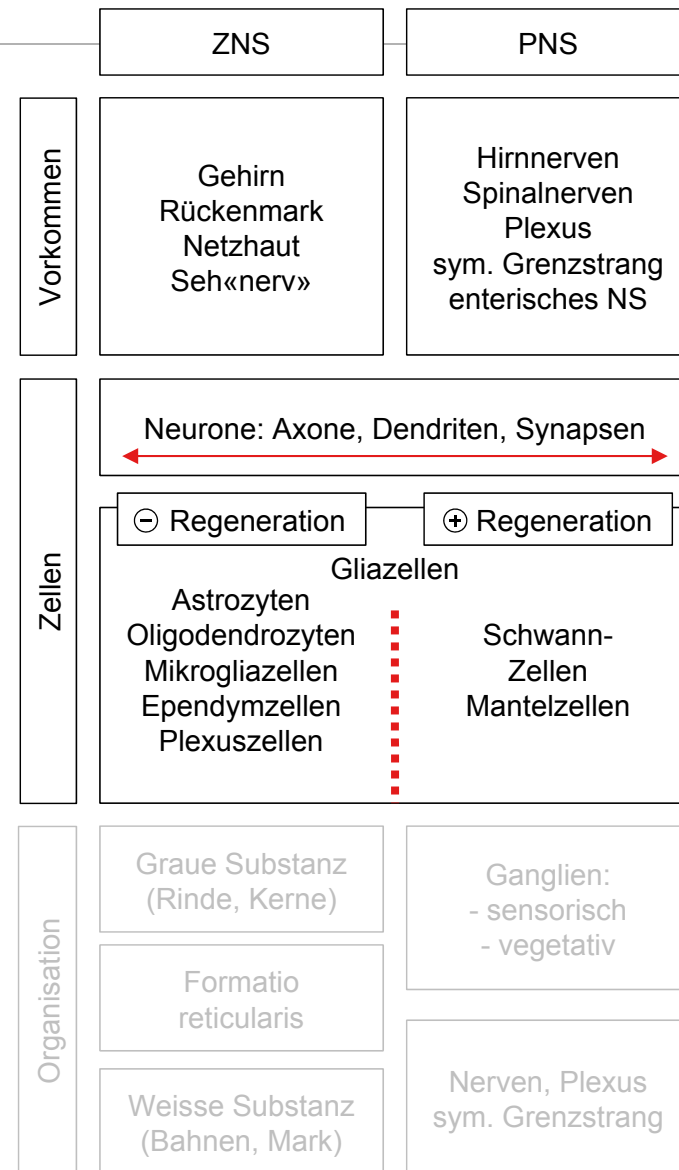 ZNS
PNS
Vorkommen
Gehirn
Rückenmark
Netzhaut
Seh«nerv»
Hirnnerven
Spinalnerven
Plexus
sym. Grenzstrang
enterisches NS
Zellen
Neurone: Axone, Dendriten, Synapsen
⊖ Regeneration
⊕ Regeneration
Gliazellen
Astrozyten
Oligodendrozyten
Mikrogliazellen
Ependymzellen
Plexuszellen
Schwann-
Zellen
Mantelzellen
Organisation
Graue Substanz
(Rinde, Kerne)
Formatio
reticularis
Weisse Substanz
(Bahnen, Mark)
Ganglien:
- sensorisch
- vegetativ
Nerven, Plexus
sym. Grenzstrang